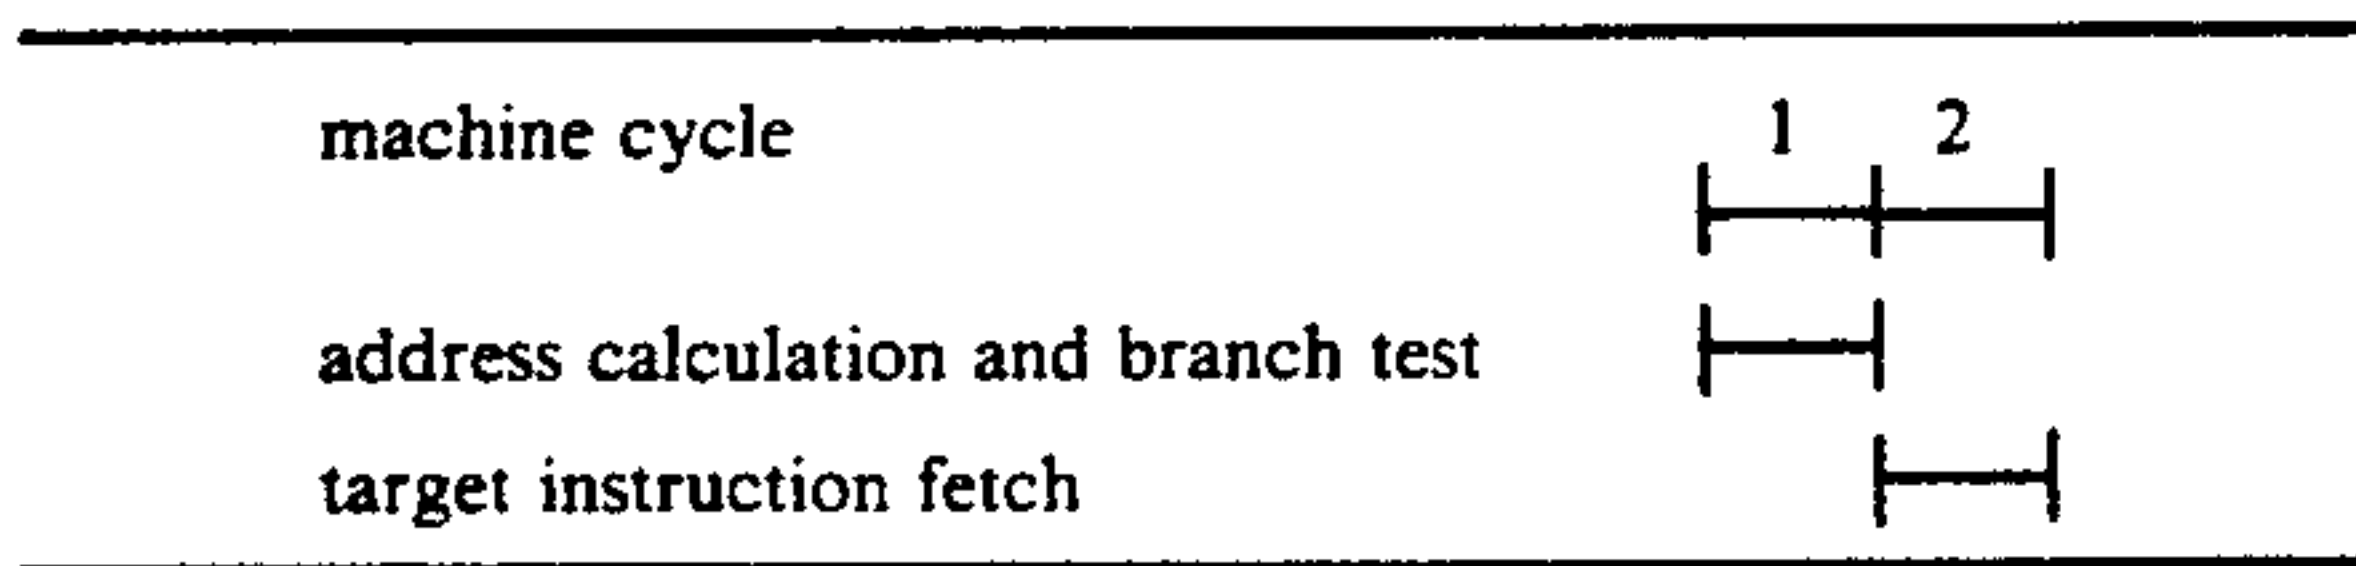 machine cycle 1 2
address calculation and branch test
target instruction fetch